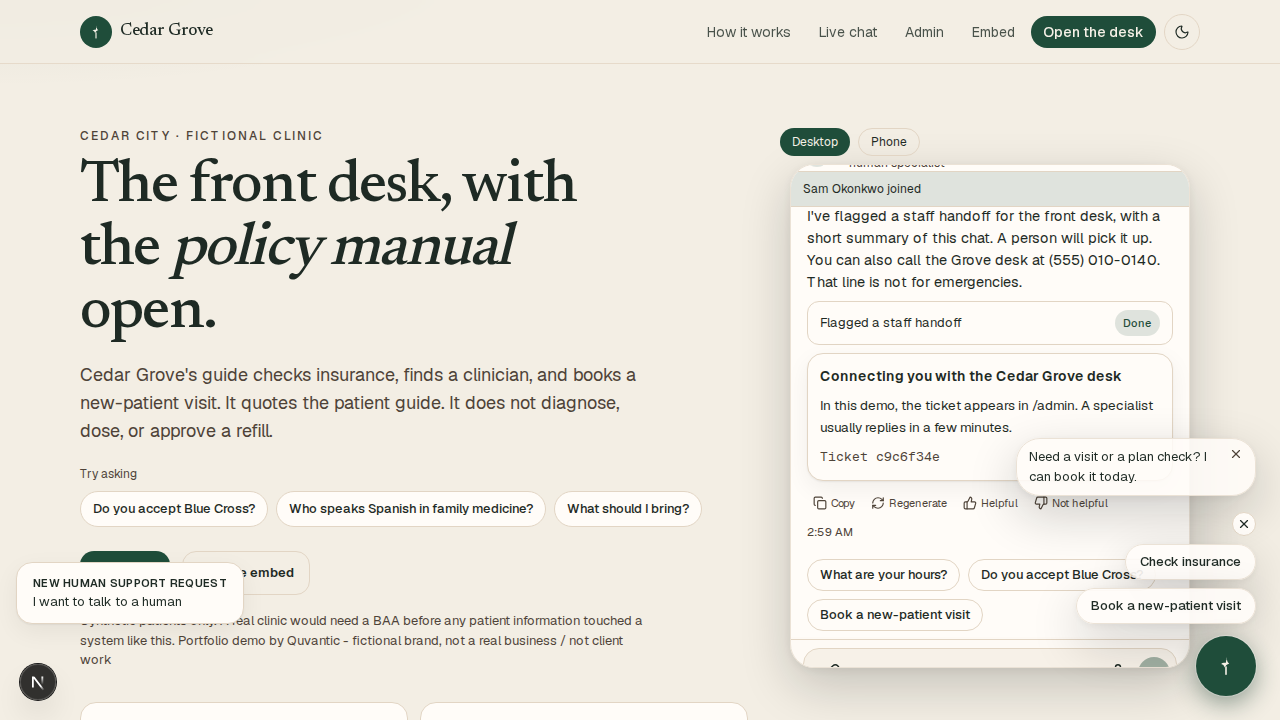 Cedar Grove
How it works
Live chat
Admin
Embed
Open the desk
CEDAR CITY · FICTIONAL CLINIC
The front desk, with
the policy manual
open.
Cedar Grove's guide checks insurance, finds a clinician, and books a
new-patient visit. It quotes the patient guide. It does not diagnose,
dose, or approve a refill.
Try asking
Do you accept Blue Cross?
Who speaks Spanish in family medicine?
What should I bring?
embed
NEW HUMAN SUPPORT REQUEST
I want to talk to a human
Synthetic patients only. A real clinic would need a BAA before any patient information touched a
system like this. Portfolio demo by Quvantic - fictional brand, not a real business / not client
work
N
Desktop
Phone
human specialist
Sam Okonkwo joined
I've flagged a staff handoff for the front desk, with a
short summary of this chat. A person will pick it up.
You can also call the Grove desk at (555) 010-0140.
That line is not for emergencies.
Flagged a staff handoff
Done
Connecting you with the Cedar Grove desk
In this demo, the ticket appears in /admin. A specialist
usually replies in a few minutes.
Ticket c9c6f34e
Copy
Regenerate
Helpful
Not helpful
2:59 AM
What are your hours?
Do you accept Blue Cross?
Book a new-patient visit
Need a visit or a plan check? I
can book it today.
Check insurance
Book a new-patient visit